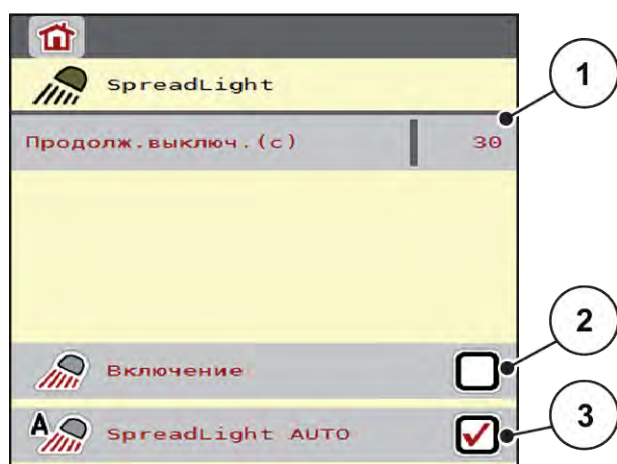 SpreadLight
1
Продолж.выключ.(с) 30
Включение
2
A
SpreadLight AUTO
3